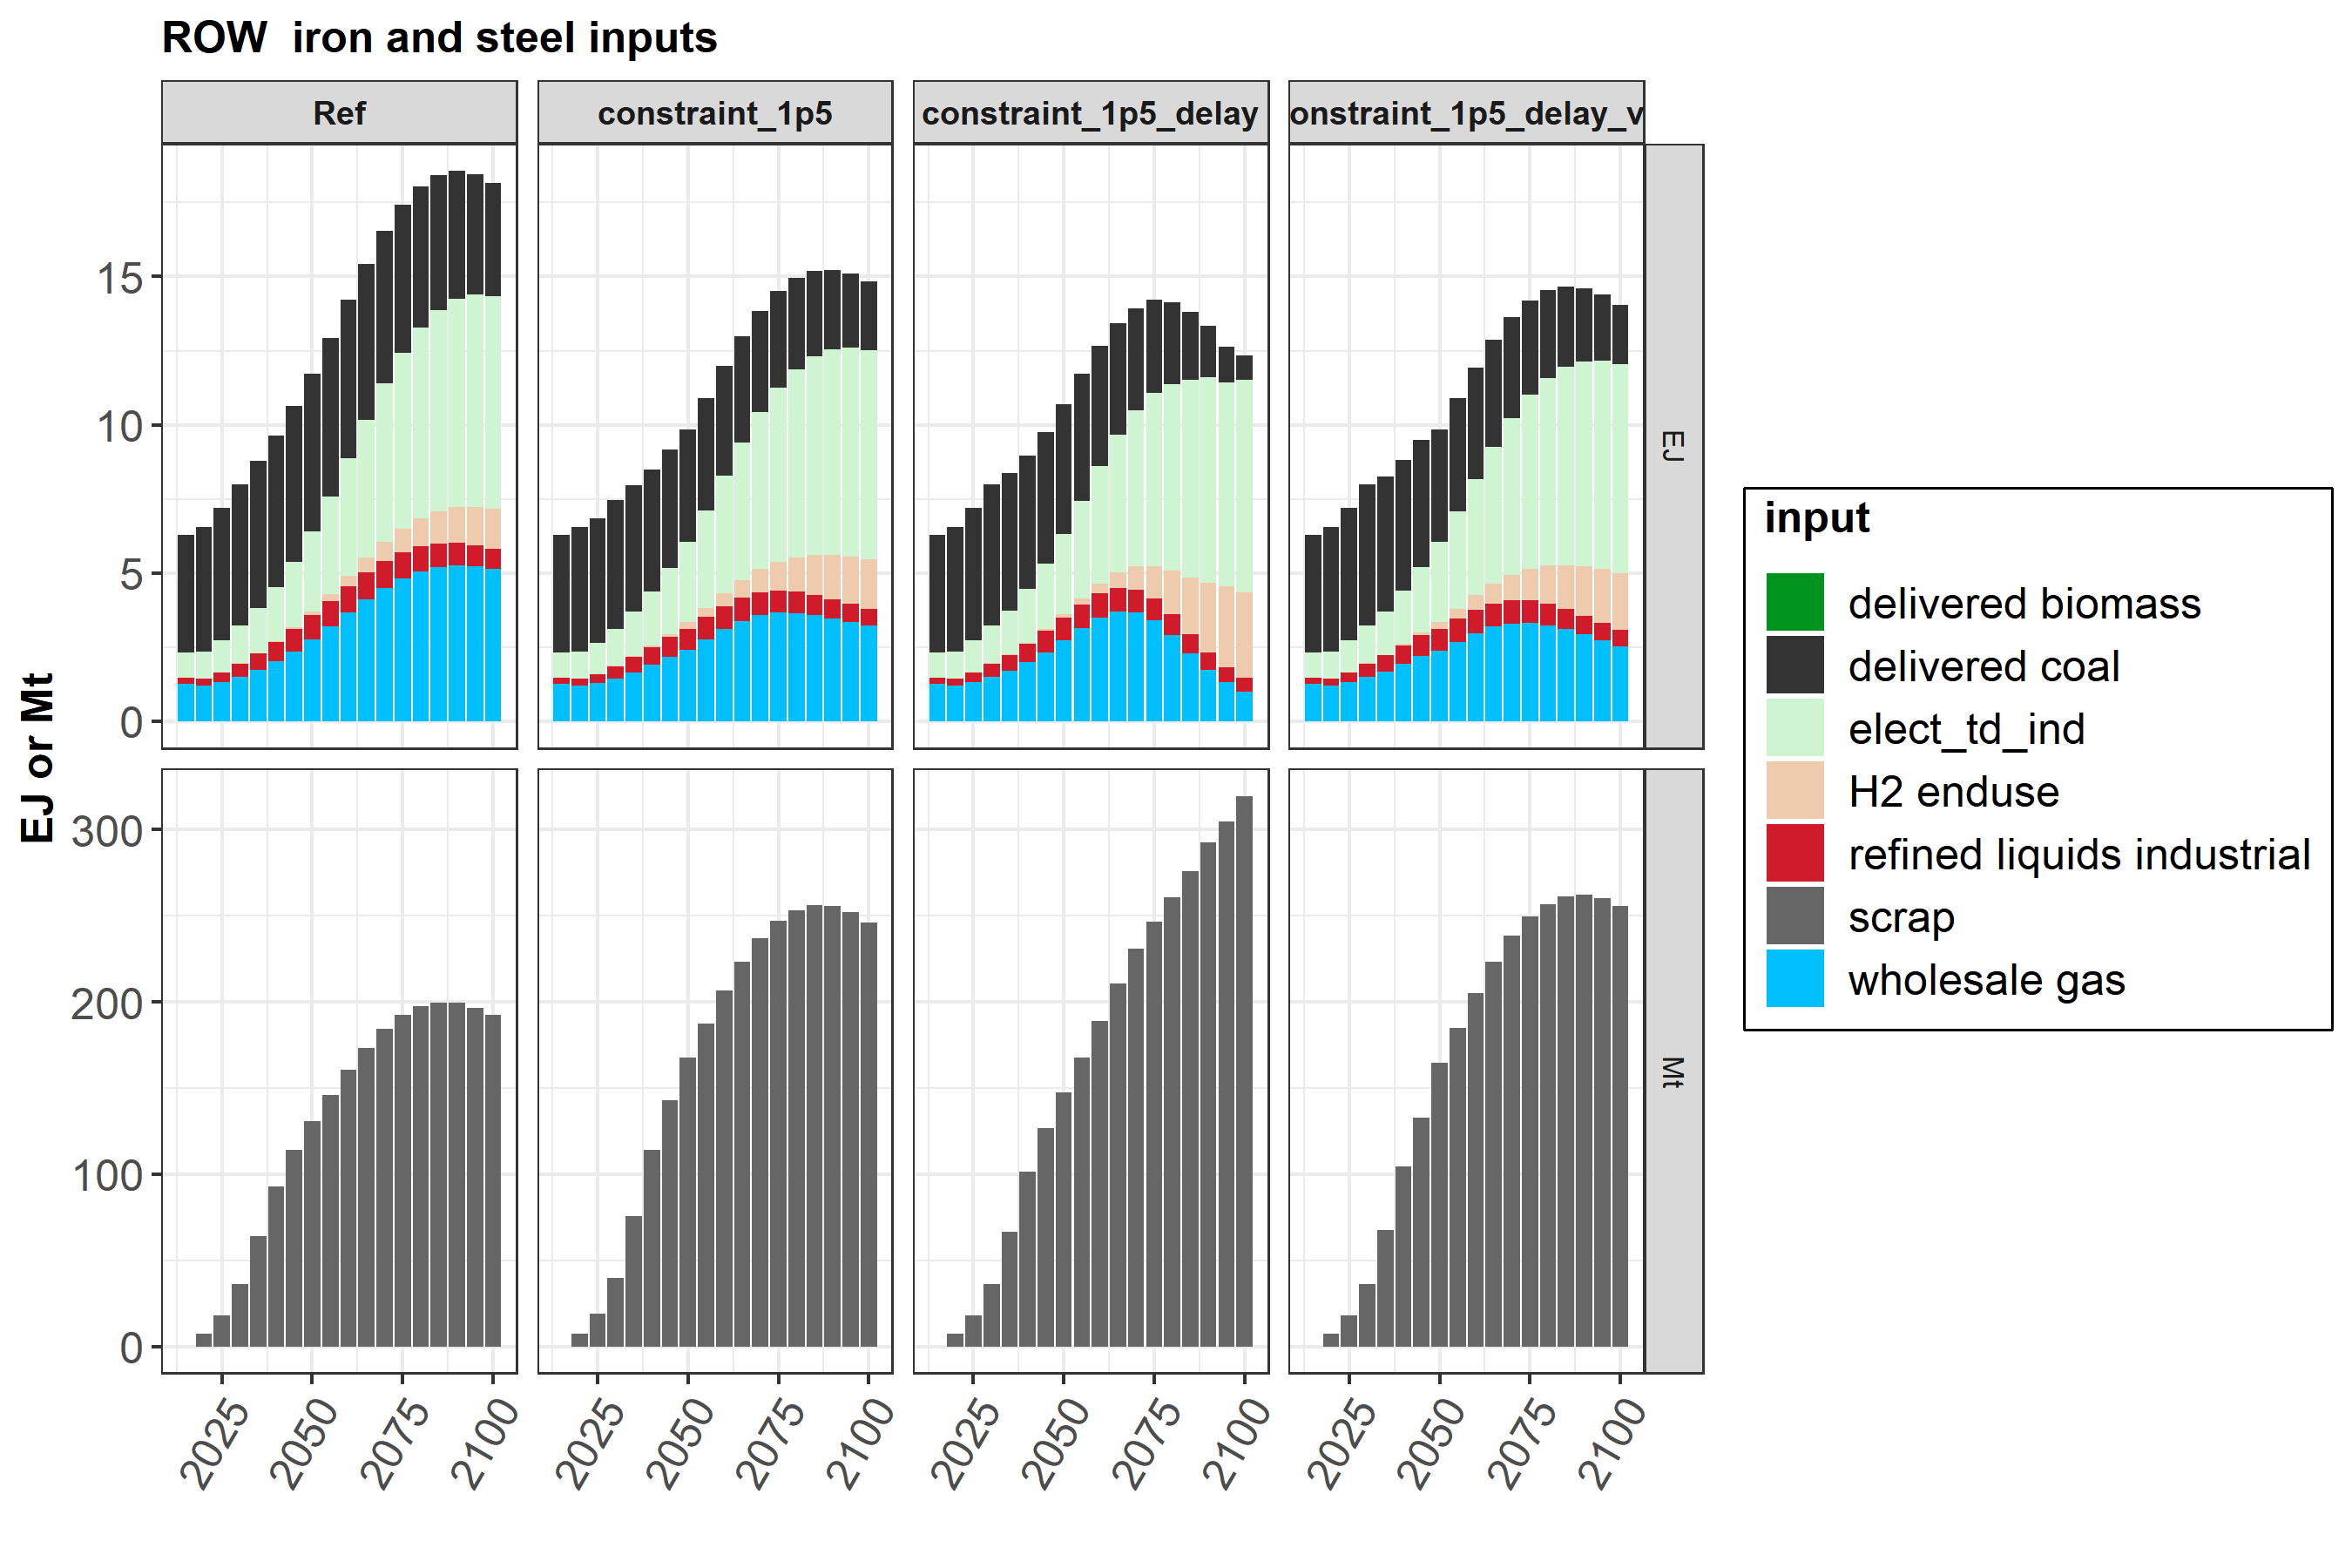 ROW  iron and steel inputs
Ref
constraint_1p5
constraint_1p5_delay
onstraint_1p5_delay_v
EJ or Mt
15
10
5
0
EJ
300
200
100
0
Mt
2025
2050
2075
2100
2025
2050
2075
2100
2025
2050
2075
2100
2025
2050
2075
2100
input
delivered biomass
delivered coal
elect_td_ind
H2 enduse
refined liquids industrial
scrap
wholesale gas